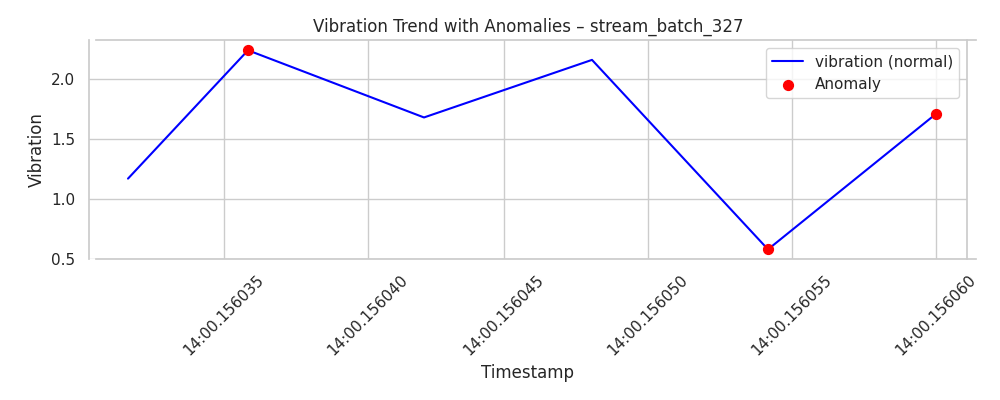 Vibration Trend with Anomalies – stream_batch_327
vibration (normal)
Anomaly
Vibration
2.0
1.5
1.0
0.5
14:00.156035
14:00.156040
14:00.156045
14:00.156050
14:00.156055
14:00.156060
Timestamp